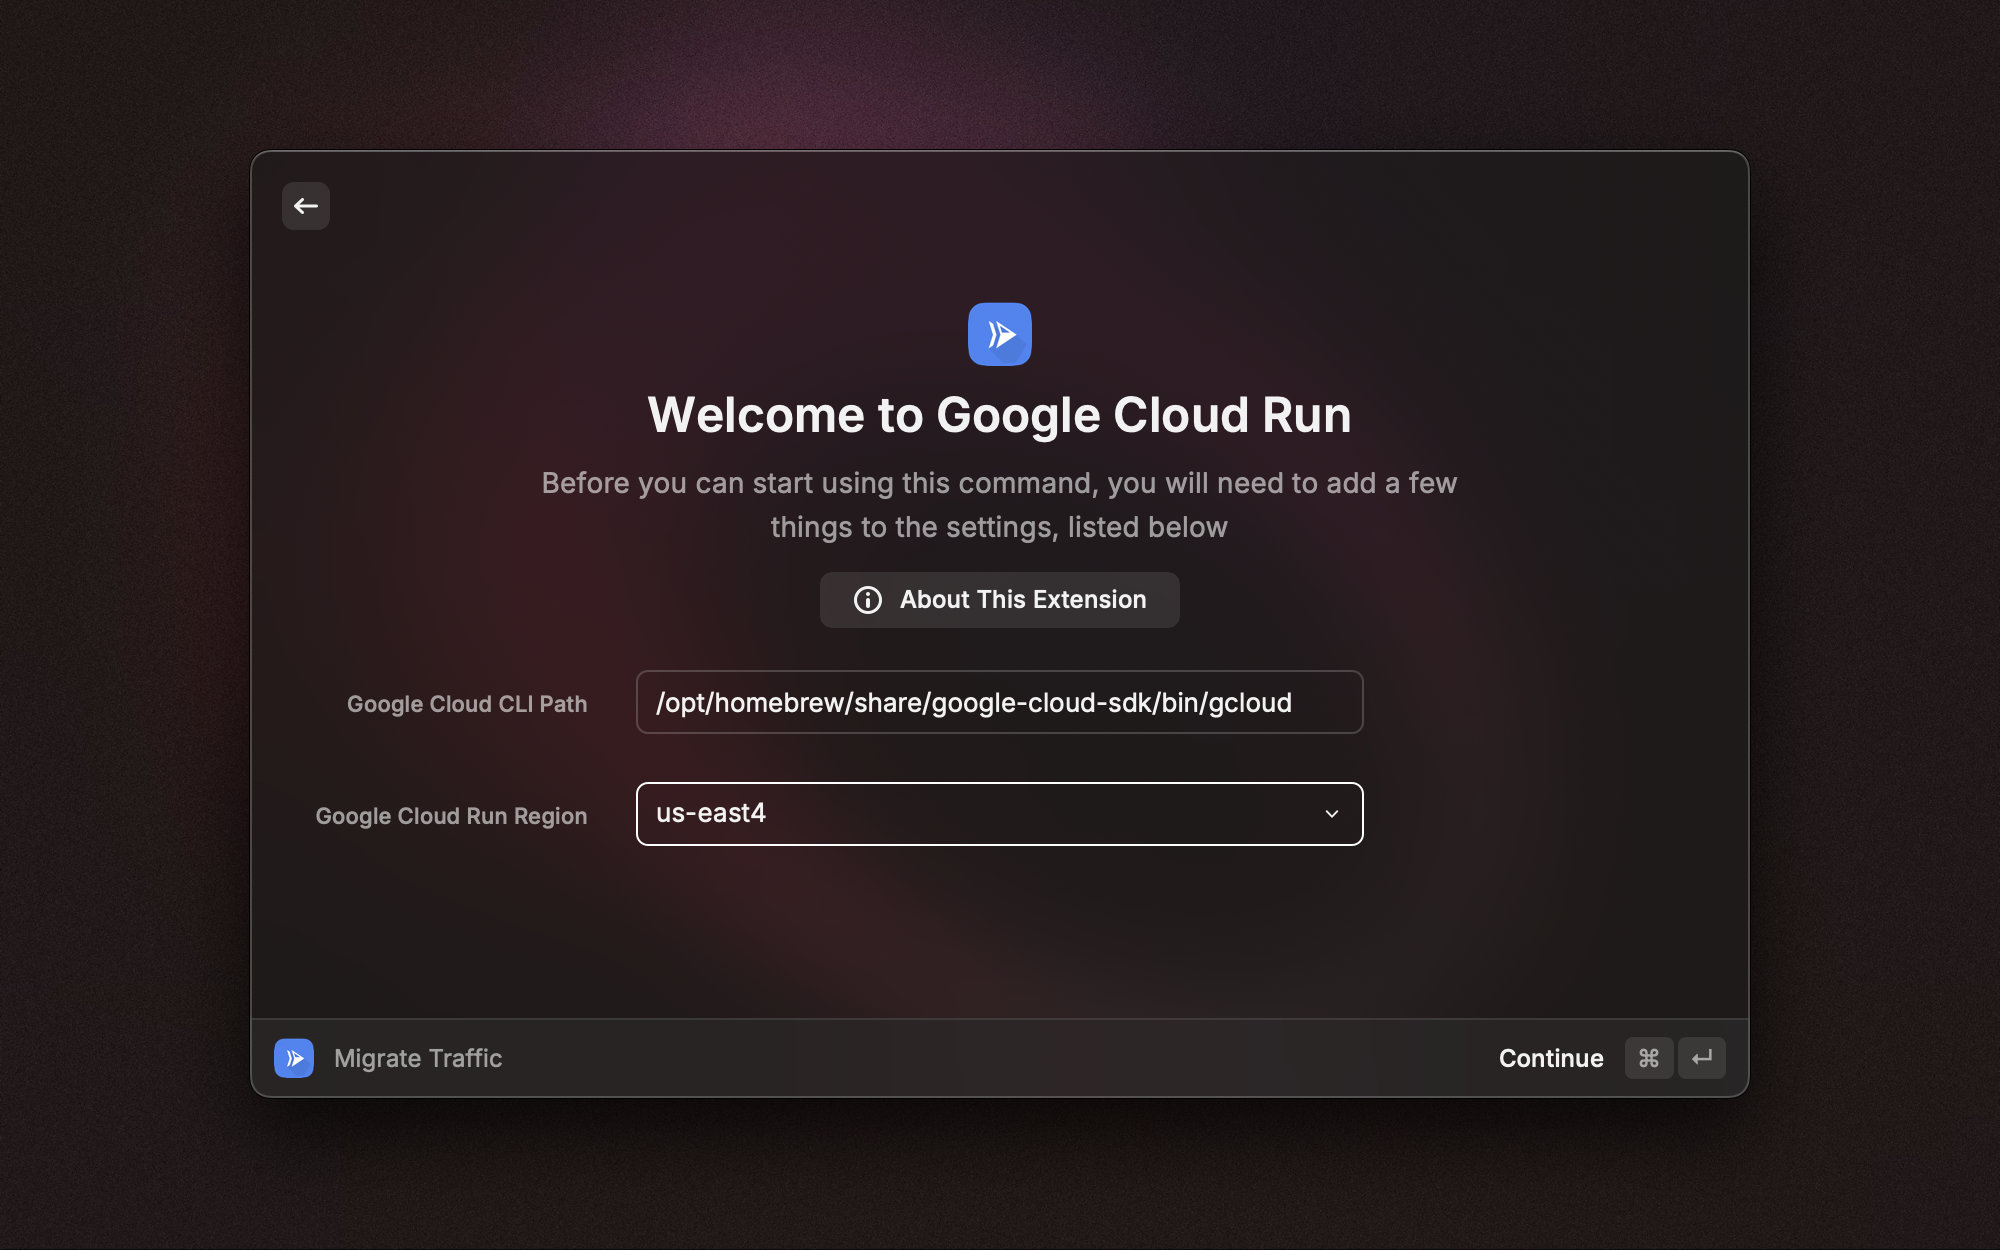 Welcome to Google Cloud Run
Before you can start using this command, you will need to add a few
things to the settings, listed below
About This Extension
Google Cloud CLI Path
/opt/homebrew/share/google-cloud-sdk/bin/gcloud
Google Cloud Run Region
us-east4
Migrate Traffic
Continue ⌘ ↵